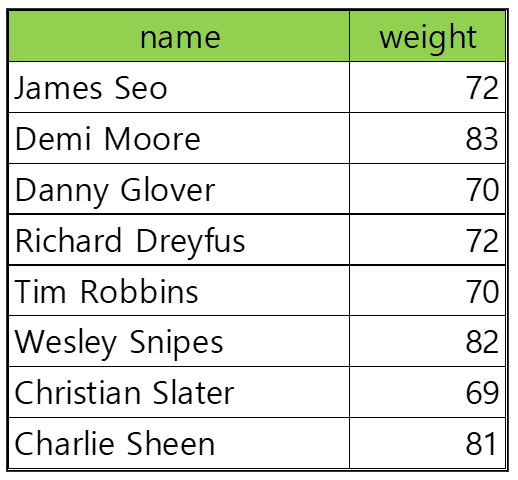 name weight
James Seo 72
Demi Moore 83
Danny Glover 70
Richard Dreyfus 72
Tim Robbins 70
Wesley Snipes 82
Christian Slater 69
Charlie Sheen 81